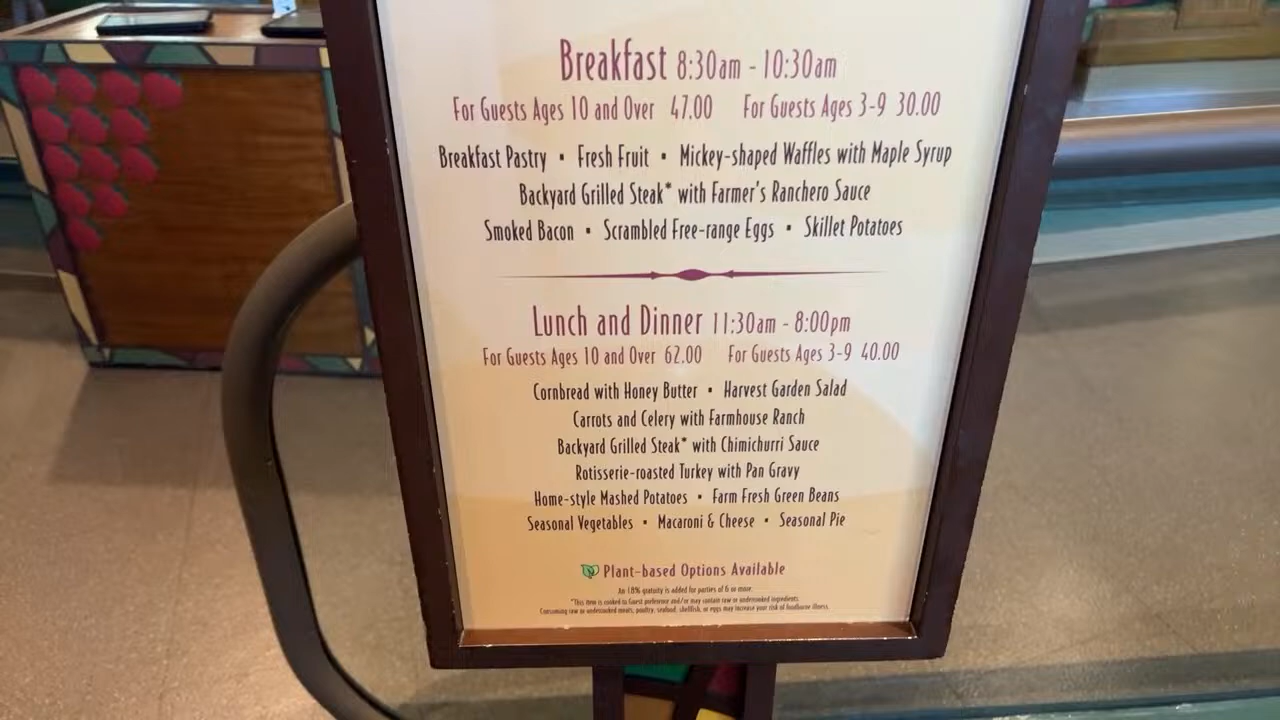 Breakfast 8:30am - 10:30am
For Guests Ages 10 and Over 47.00 For Guests Ages 3-9 30.00
Breakfast Pastry ▪ Fresh Fruit ▪ Mickey-shaped Waffles with Maple Syrup
Backyard Grilled Steak* with Farmer's Ranchero Sauce
Smoked Bacon ▪ Scrambled Free-range Eggs ▪ Skillet Potatoes
Lunch and Dinner 11:30am - 8:00pm
For Guests Ages 10 and Over 62.00 For Guests Ages 3-9 40.00
Cornbread with Honey Butter ▪ Harvest Garden Salad
Carrots and Celery with Farmhouse Ranch
Backyard Grilled Steak* with Chimichurri Sauce
Rotisserie-roasted Turkey with Pan Gravy
Home-style Mashed Potatoes ▪ Farm Fresh Green Beans
Seasonal Vegetables ▪ Macaroni & Cheese ▪ Seasonal Pie
Plant-based Options Available
An 18% gratuity is added for parties of 6 or more.
*This item is cooked to Guest preference and/or may contain raw or undercooked ingredients.
Consuming raw or undercooked meats, poultry, seafood, shellfish, or eggs may increase your risk of foodborne illness.